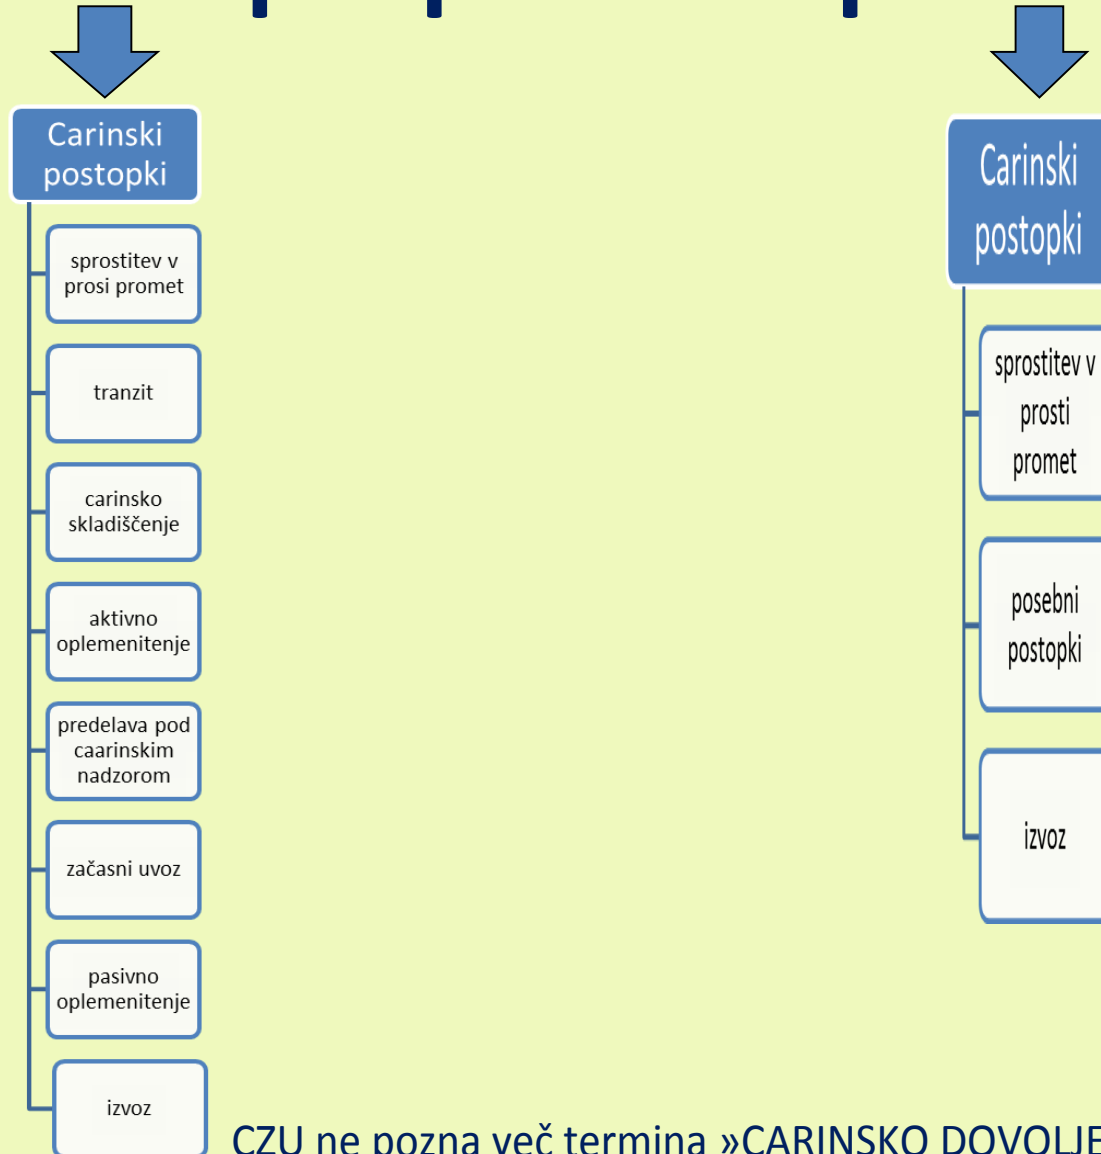 Carinski
postopki
sprostitev v
prosi promet
tranzit
carinsko
skladiščenje
aktivno
oplemenitenje
predelava pod
caarinskim
nadzorom
začasni uvoz
pasivno
oplemenitenje
izvoz
Carinski
postopki
sprostitev v
prosti
promet
posebni
postopki
izvoz
CZU ne pozna več termina »CARINSKO DOVOLJE